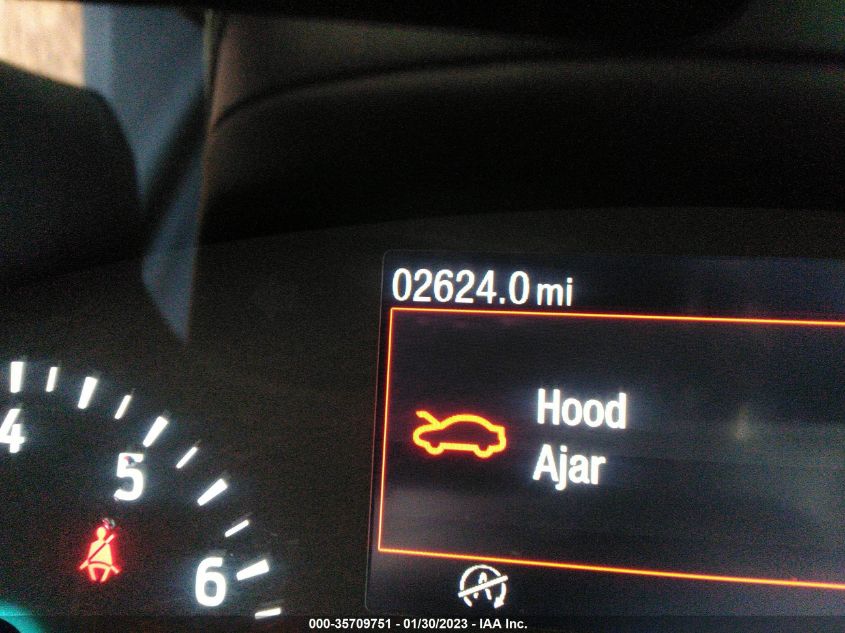 02624.0 mi
Hood
Ajar
4
5
6
A
000-35709751 - 01/30/2023 - IAA Inc.